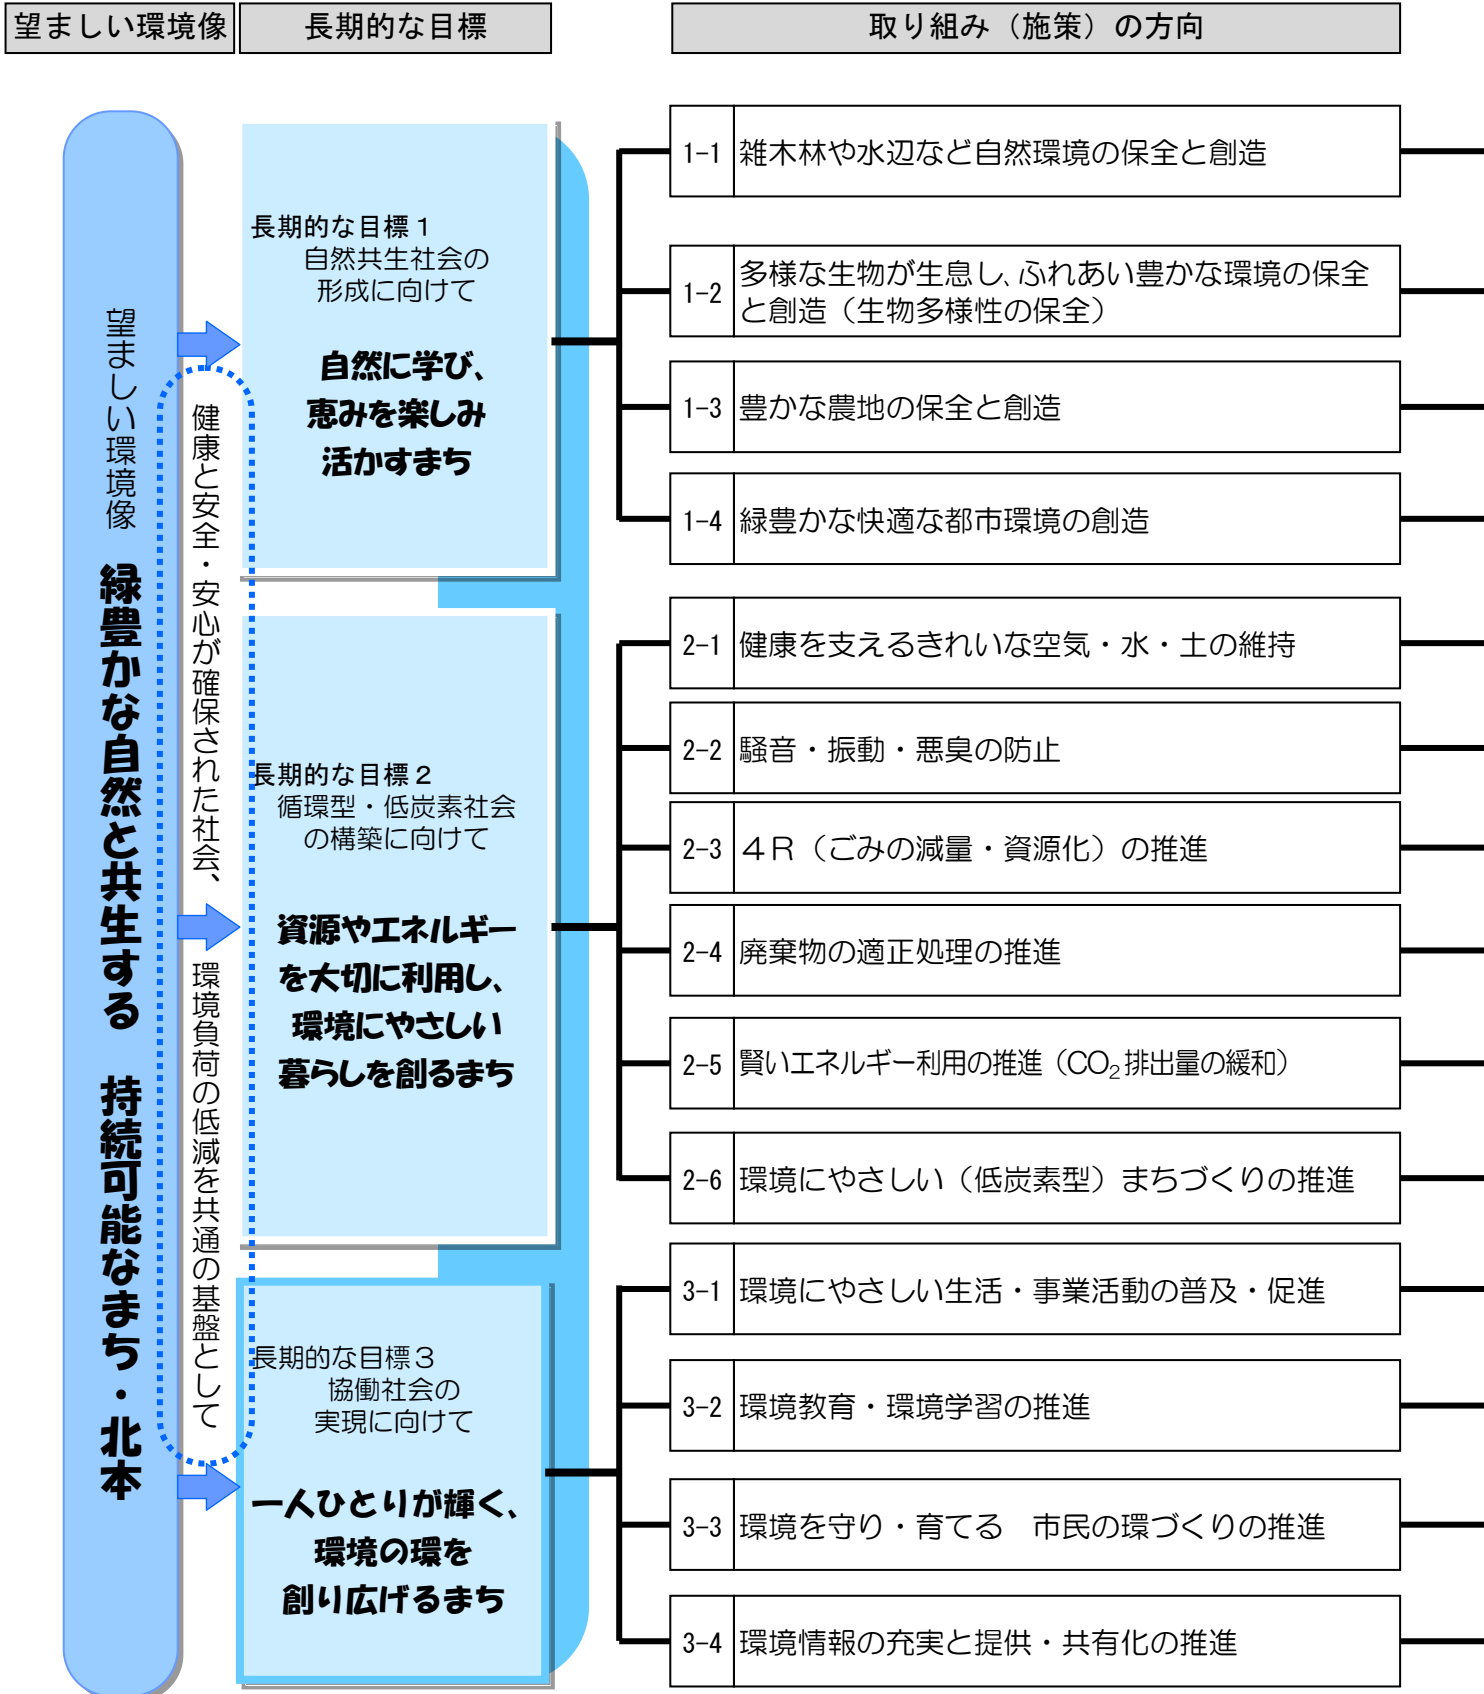 望ましい環境像
長期的な目標
取り組み（施策）の方向
望ましい環境像　緑豊かな自然と共生する　持続可能なまち・北本
健康と安全・安心が確保された社会、環境負荷の低減を共通の基盤として
長期的な目標１
自然共生社会の
形成に向けて
自然に学び、
恵みを楽しみ
活かすまち
1-1 雑木林や水辺など自然環境の保全と創造
1-2 多様な生物が生息し、ふれあい豊かな環境の保全
と創造（生物多様性の保全）
1-3 豊かな農地の保全と創造
1-4 緑豊かな快適な都市環境の創造
長期的な目標２
循環型・低炭素社会
の構築に向けて
資源やエネルギー
を大切に利用し、
環境にやさしい
暮らしを創るまち
2-1 健康を支えるきれいな空気・水・土の維持
2-2 騒音・振動・悪臭の防止
2-3 ４Ｒ（ごみの減量・資源化）の推進
2-4 廃棄物の適正処理の推進
2-5 賢いエネルギー利用の推進（CO₂排出量の緩和）
2-6 環境にやさしい（低炭素型）まちづくりの推進
長期的な目標３
協働社会の
実現に向けて
一人ひとりが輝く、
環境の環を
創り広げるまち
3-1 環境にやさしい生活・事業活動の普及・促進
3-2 環境教育・環境学習の推進
3-3 環境を守り・育てる　市民の環づくりの推進
3-4 環境情報の充実と提供・共有化の推進